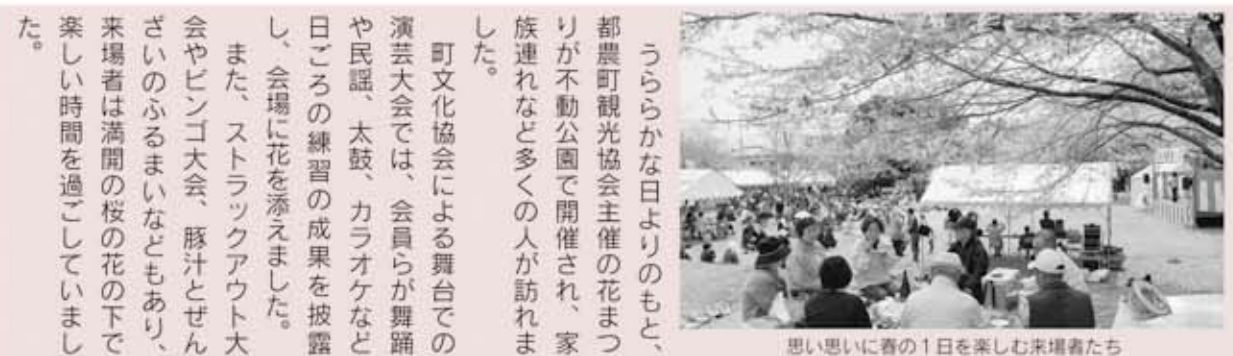 うららかな日よりのもと、
都農町観光協会主催の花まつ
りが不動公園で開催され、家
族連れなど多くの人が訪れま
した。
町文化協会による舞台での
演芸大会では、会員らが舞踊
や民謡、太鼓、カラオケなど
日ごろの練習の成果を披露
し、会場に花を添えました。
また、ストラックアウト大
会やビンゴ大会、豚汁とぜん
ざいのふるまいなどもあり、
来場者は満開の桜の花の下で
楽しい時間を過ごしていまし
た。
思い思いに春の1日を楽しむ来場者たち